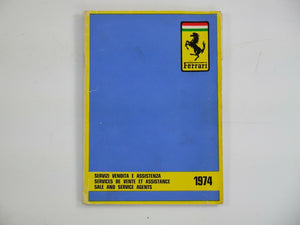 Ferrari
SERVIZI VENDITA E ASSISTENZA
SERVICES DE VENTE ET ASSISTANCE
SALE AND SERVICE AGENTS
1974